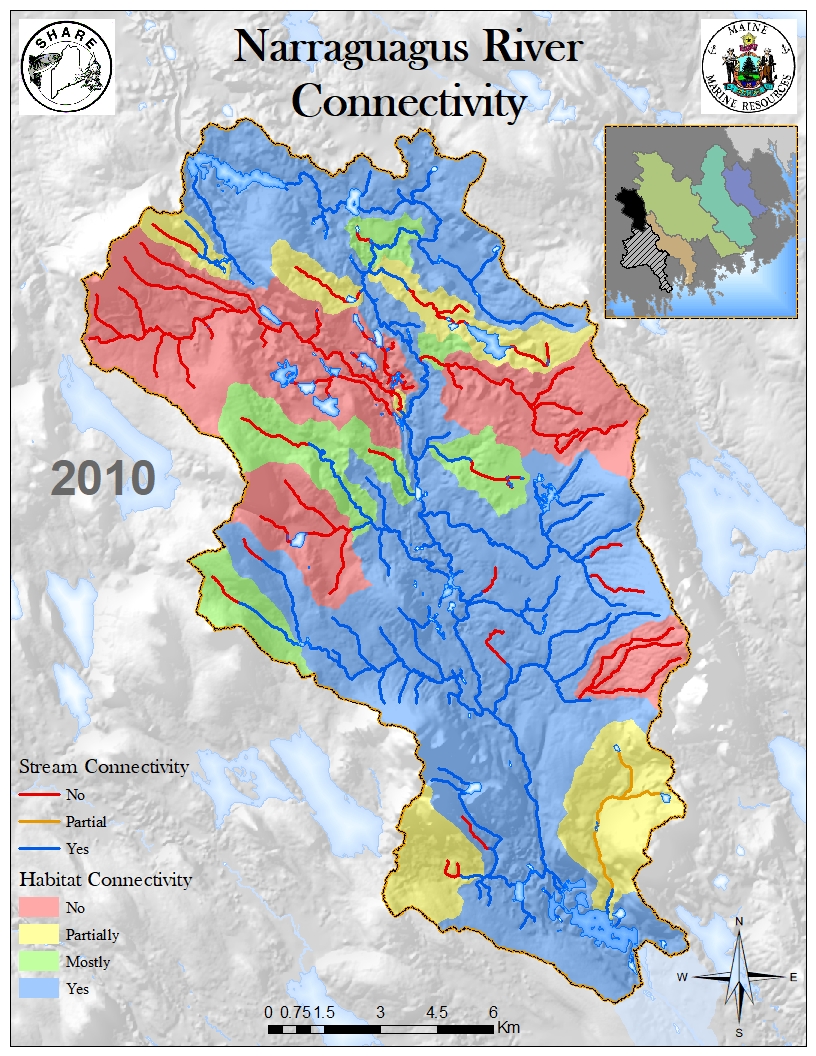 Narraguagus River
Connectivity
SHARE
MAINE
MARINE RESOURCES
2010
Stream Connectivity
No
Partial
Yes
Habitat Connectivity
No
Partially
Mostly
Yes
0 0.75 1.5 3 4.5 6
Km
N
W E
S